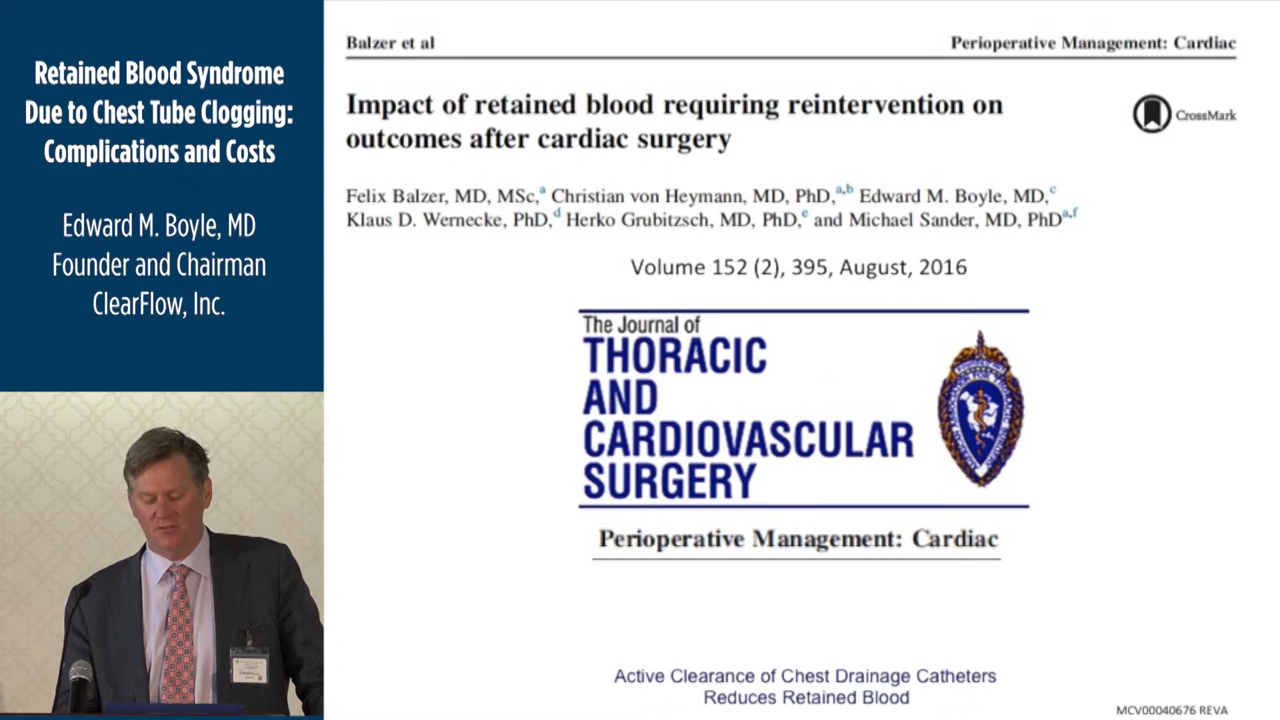 Retained Blood Syndrome
Due to Chest Tube Clogging:
Complications and Costs
Edward M. Boyle, MD
Founder and Chairman
ClearFlow, Inc.
Balzer et al
Perioperative Management: Cardiac
Impact of retained blood requiring reintervention on
outcomes after cardiac surgery
CrossMark
Felix Balzer, MD, MSc,a Christian von Heymann, MD, PhD,a,b Edward M. Boyle, MD,c
Klaus D. Wernecke, PhD,d Herko Grubitzsch, MD, PhD,e and Michael Sander, MD, PhDa,f
Volume 152 (2), 395, August, 2016
The Journal of
THORACIC
AND
CARDIOVASCULAR
SURGERY
Perioperative Management: Cardiac
Active Clearance of Chest Drainage Catheters
Reduces Retained Blood
MCV00040676 REVA